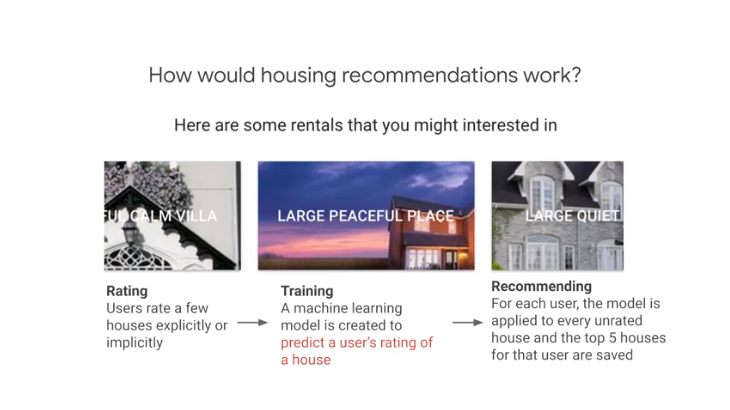 How would housing recommendations work?
Here are some rentals that you might interested in
CALM VILLA
LARGE PEACEFUL PLACE
LARGE QUIET
Rating
Users rate a few
houses explicitly or
implicitly
Training
A machine learning
model is created to
predict a user's rating of
a house
Recommending
For each user, the model is
applied to every unrated
house and the top 5 houses
for that user are saved